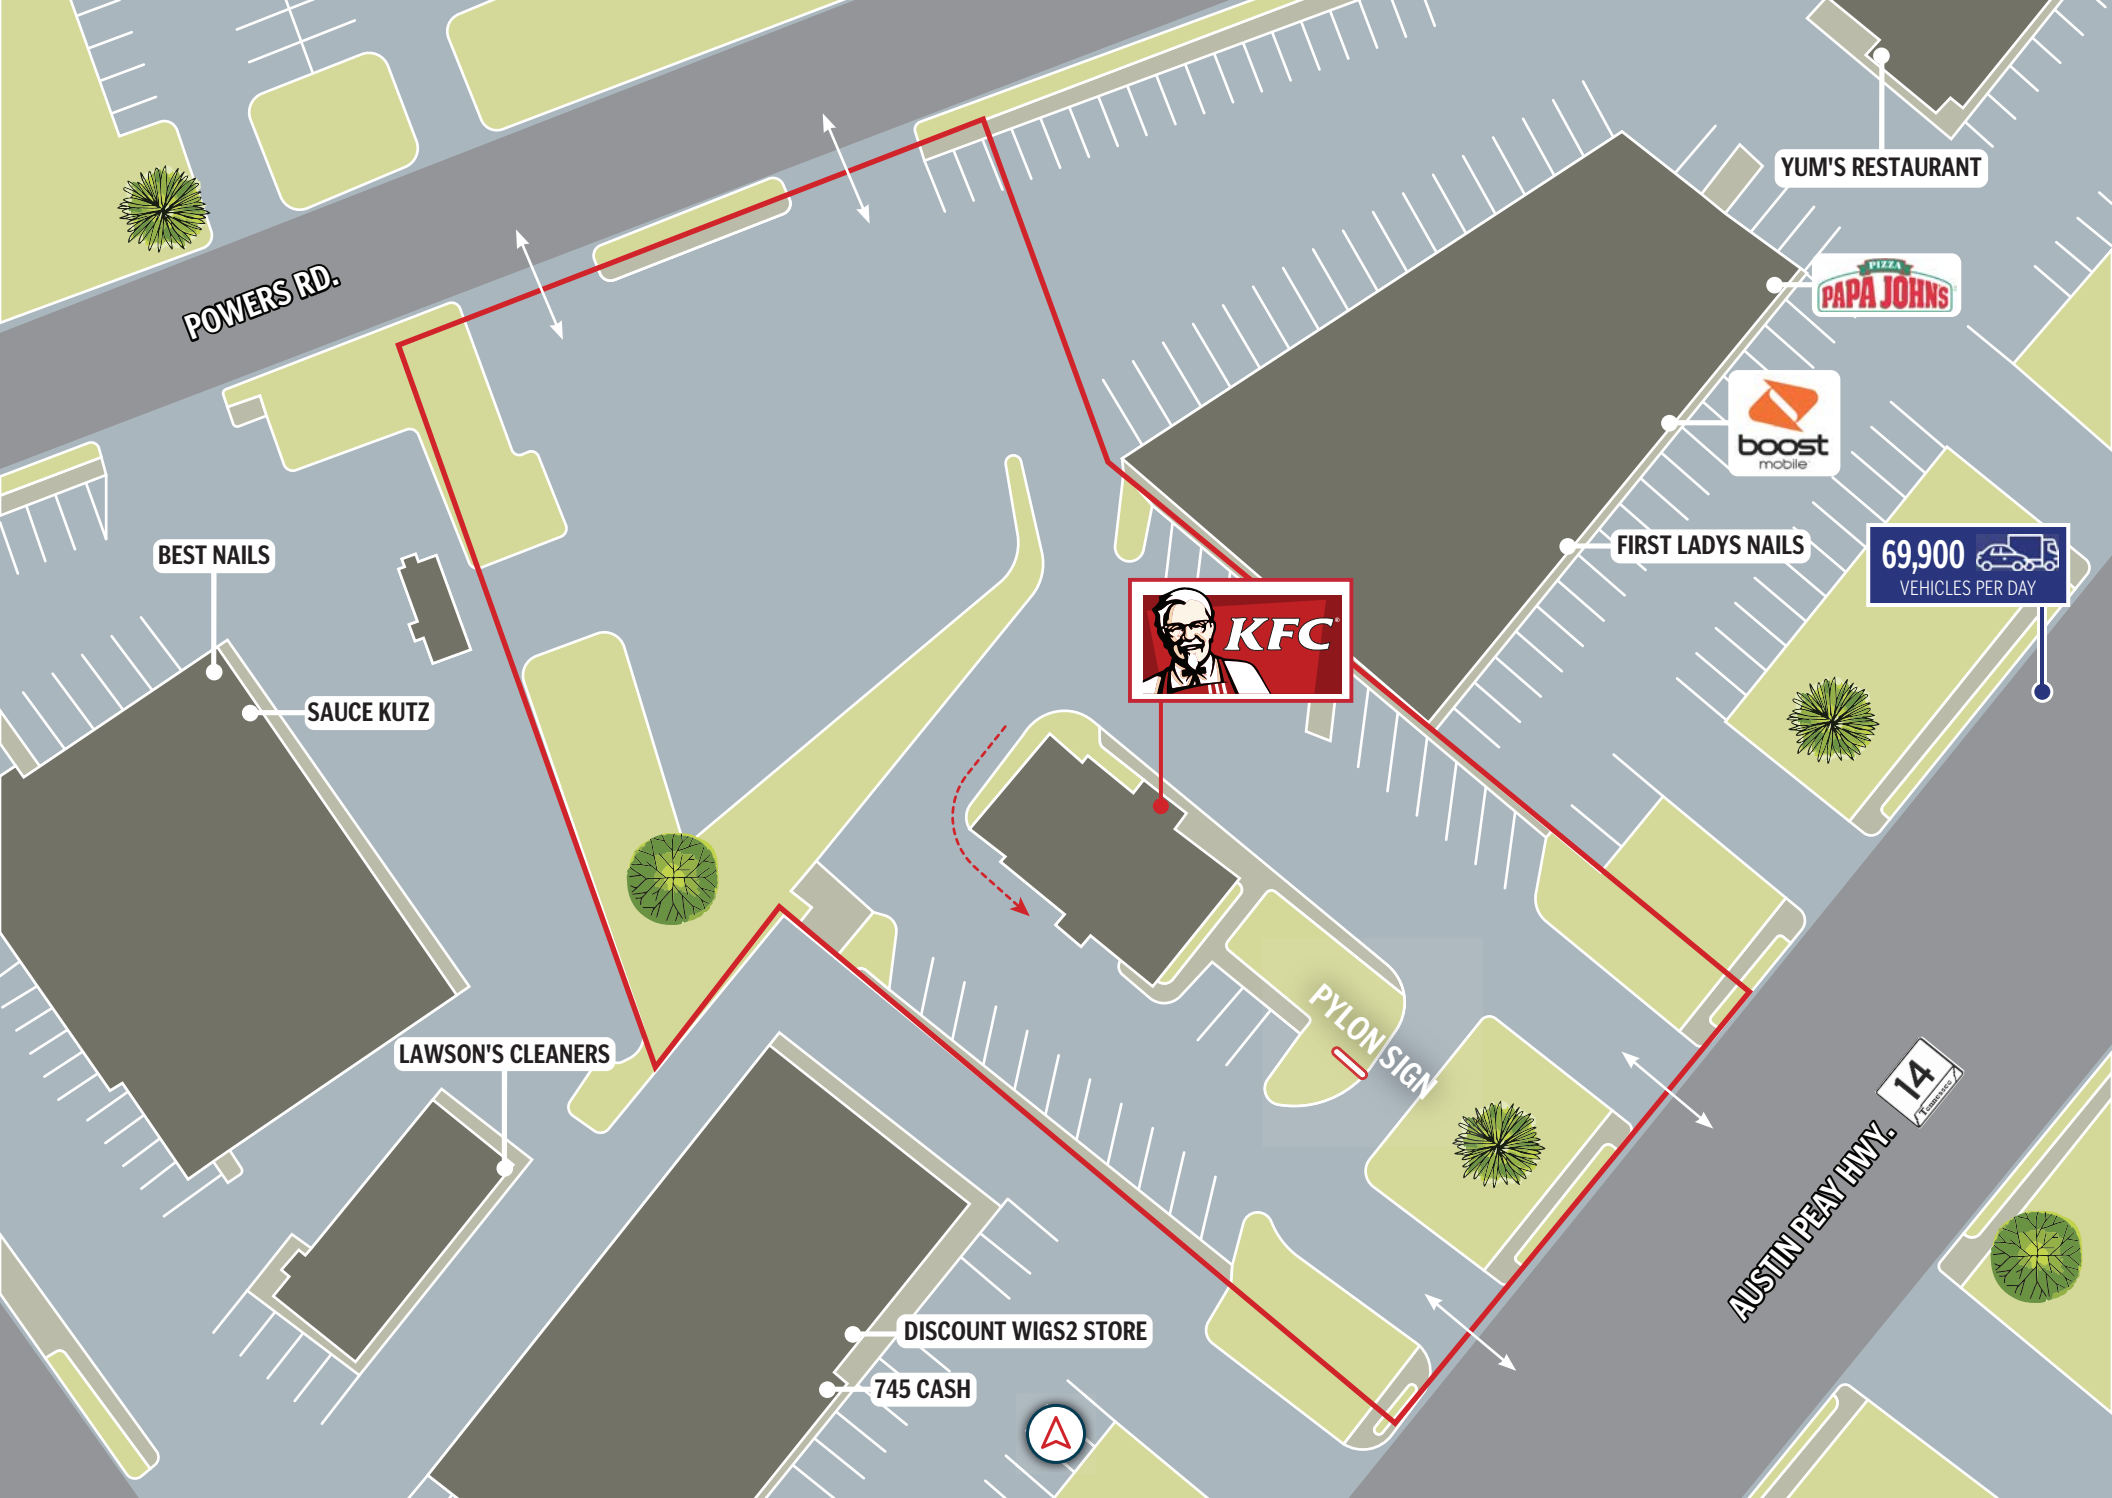 YUM'S RESTAURANT
PIZZA
PAPA JOHNS
POWERS RD.
boost
mobile
BEST NAILS
FIRST LADYS NAILS
69,900
VEHICLES PER DAY
KFC
SAUCE KUTZ
PYLON SIGN
LAWSON'S CLEANERS
14
Tennessee
AUSTIN PEAY HWY.
DISCOUNT WIGS2 STORE
745 CASH